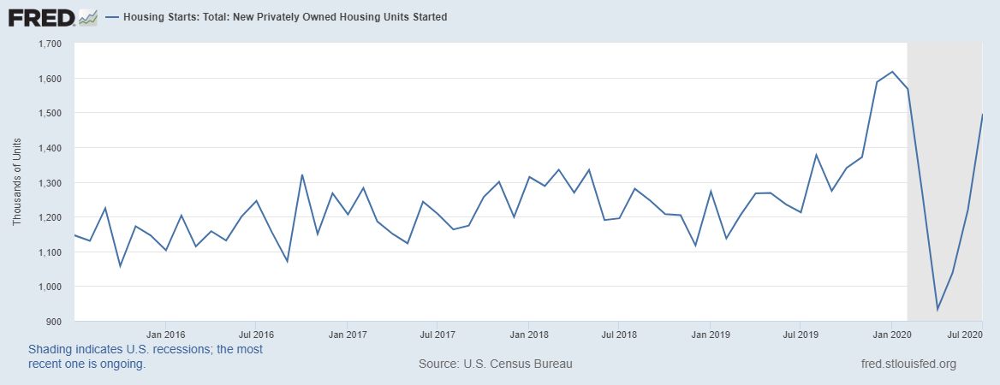 FRED Housing Starts: Total: New Privately Owned Housing Units Started
1,700
1,600
1,500
1,400
1,300
1,200
1,100
1,000
900
Thousands of Units
Jan 2016 Jul 2016 Jan 2017 Jul 2017 Jan 2018 Jul 2018 Jan 2019 Jul 2019 Jan 2020 Jul 2020
Shading indicates U.S. recessions; the most
recent one is ongoing.
Source: U.S. Census Bureau
fred.stlouisfed.org